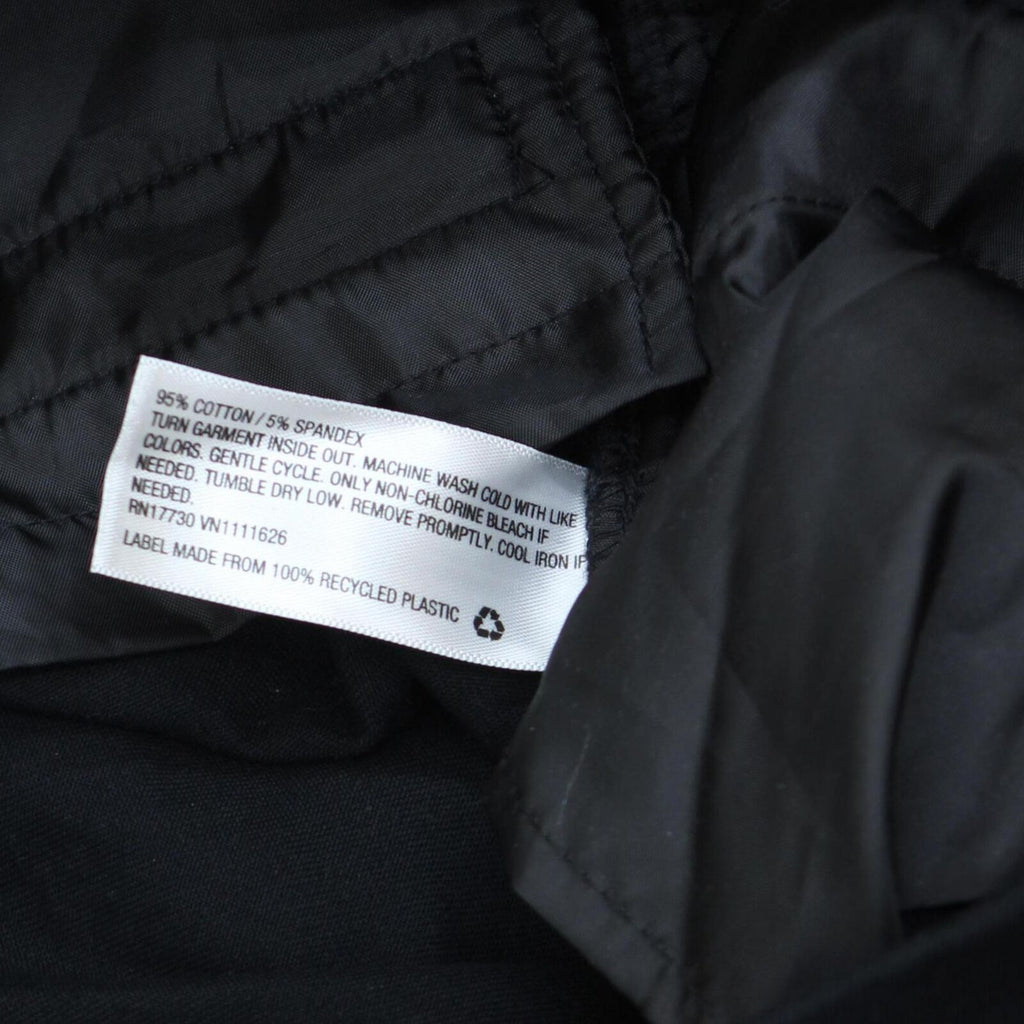 95% COTTON / 5% SPANDEX
TURN GARMENT INSIDE OUT. MACHINE WASH COLD WITH LIKE
COLORS. GENTLE CYCLE. ONLY NON-CHLORINE BLEACH IF
NEEDED. TUMBLE DRY LOW. REMOVE PROMPTLY. COOL IRON IF
NEEDED.
RN17730 VN1111626
LABEL MADE FROM 100% RECYCLED PLASTIC